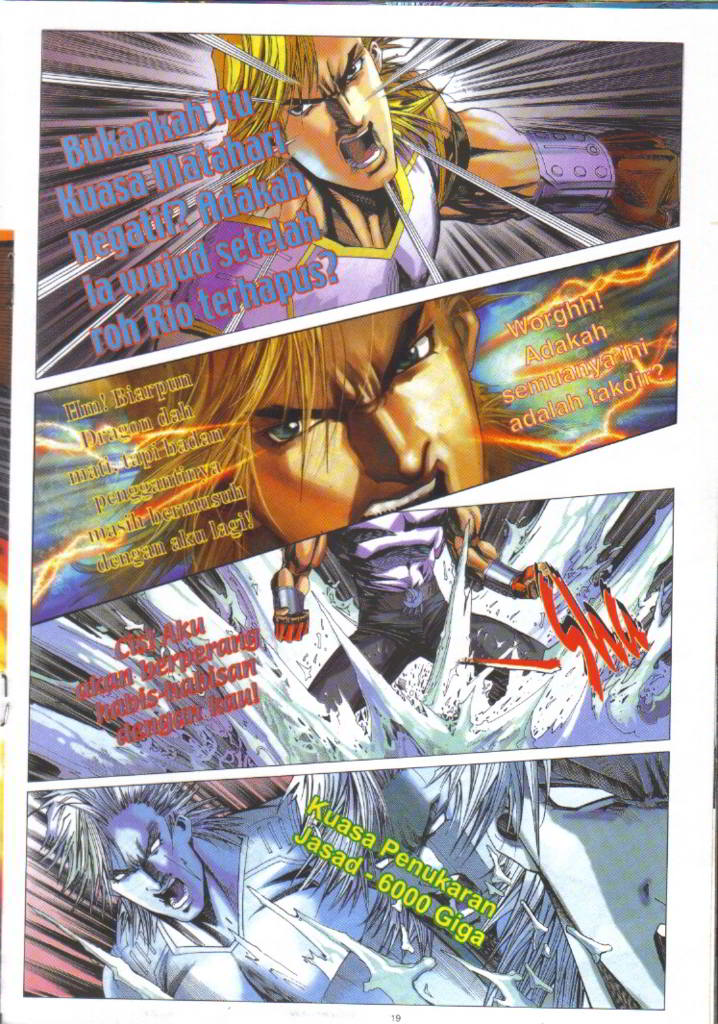 Bukankah itu
Kuasa Matahari
Negatif? Adakah
Ia wujud setelah
roh Rio terhapus?
Worghh!
Adakah
semuanya ini
adalah takdir?
Hm! Biarpun
Dragon dah
mati, tapi badan
penggantinya
masih bermusuh
dengan aku lagi!
Cis! Aku
akan berperang
habis-habisan
dengan kau!
Kuasa Penukaran
Jasad - 6000 Giga
19